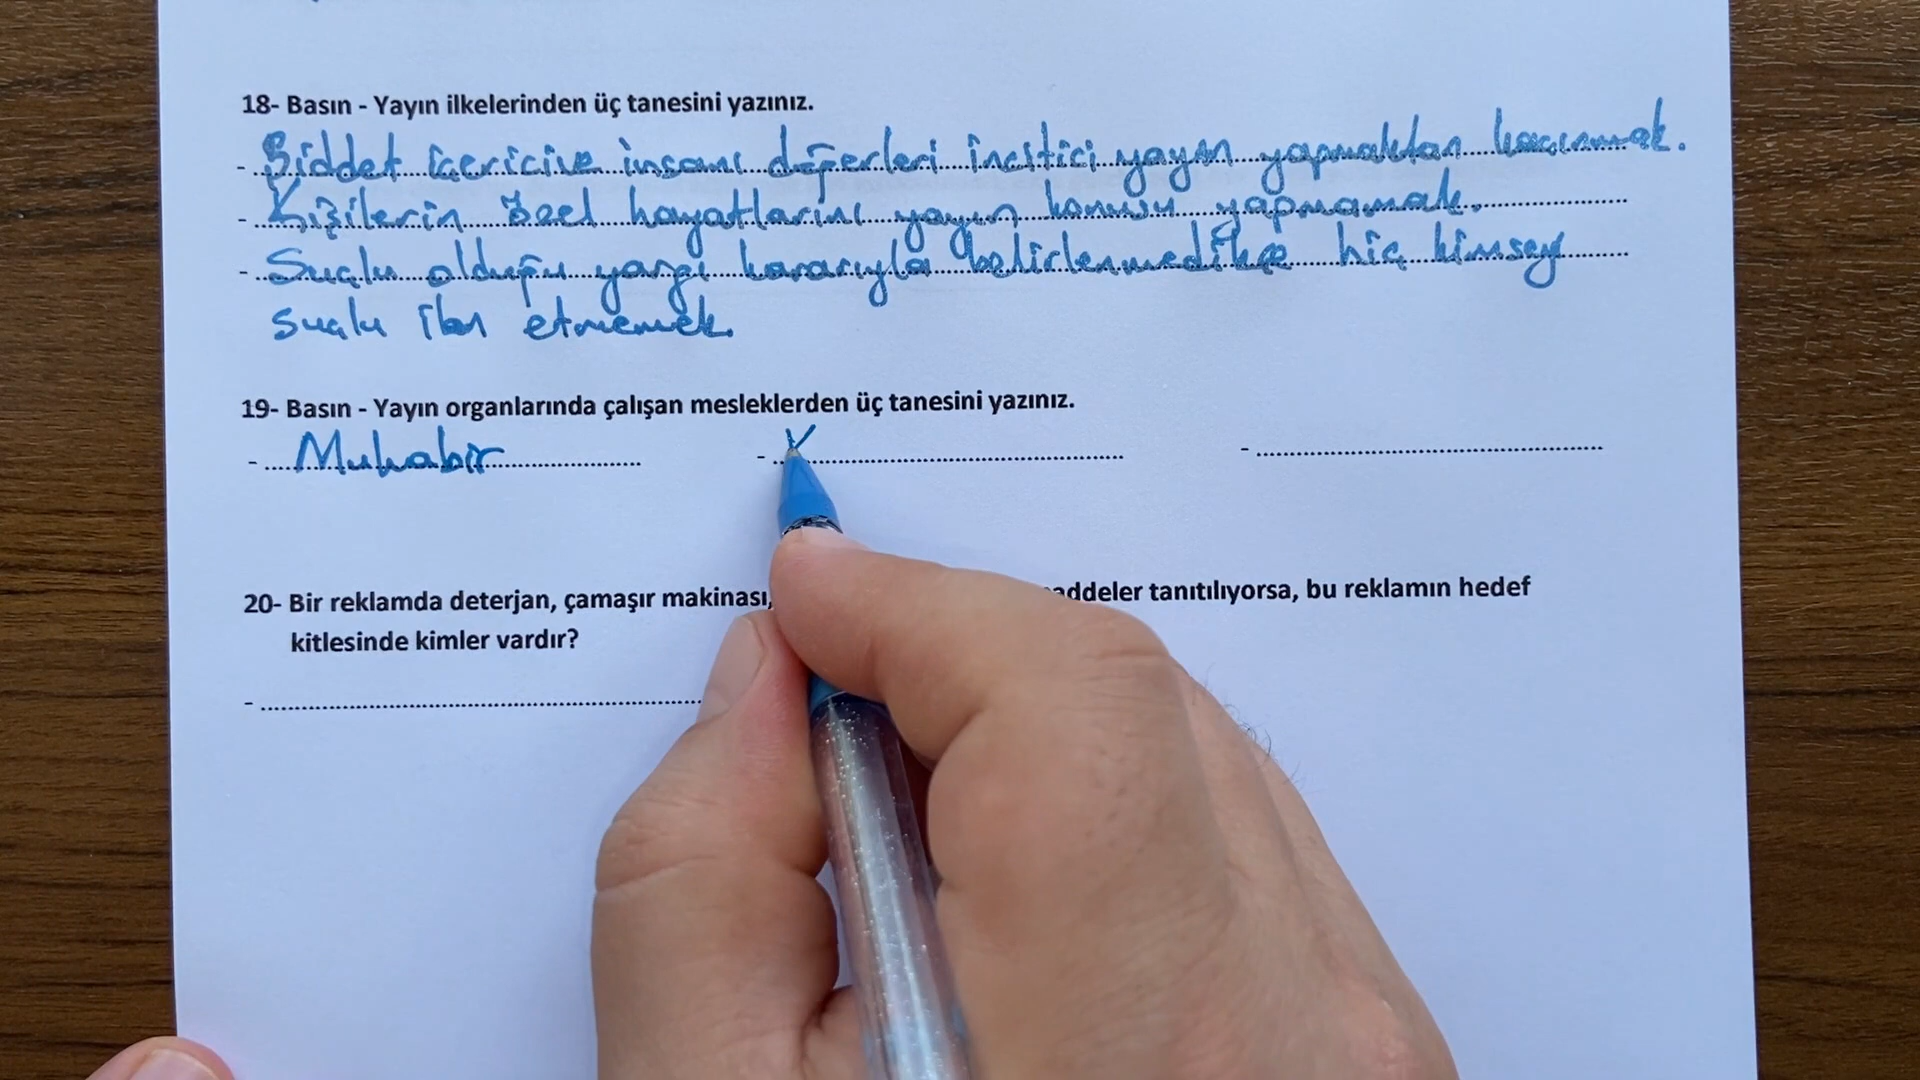 18- Basın - Yayın ilkelerinden üç tanesini yazınız.
- Şiddet içerici ve insani değerleri incitici yayın yapmaktan kaçınmak.
- Kişilerin özel hayatlarını yayın konusu yapmamak.
- Suçlu olduğu yargı kararıyla belirlenmedikçe hiç kimseyi
suçlu ilan etmemek.
19- Basın - Yayın organlarında çalışan mesleklerden üç tanesini yazınız.
- Muhabir - Y -
20- Bir reklamda deterjan, çamaşır makinası, maddeler tanıtılıyorsa, bu reklamın hedef
kitlesinde kimler vardır?
-